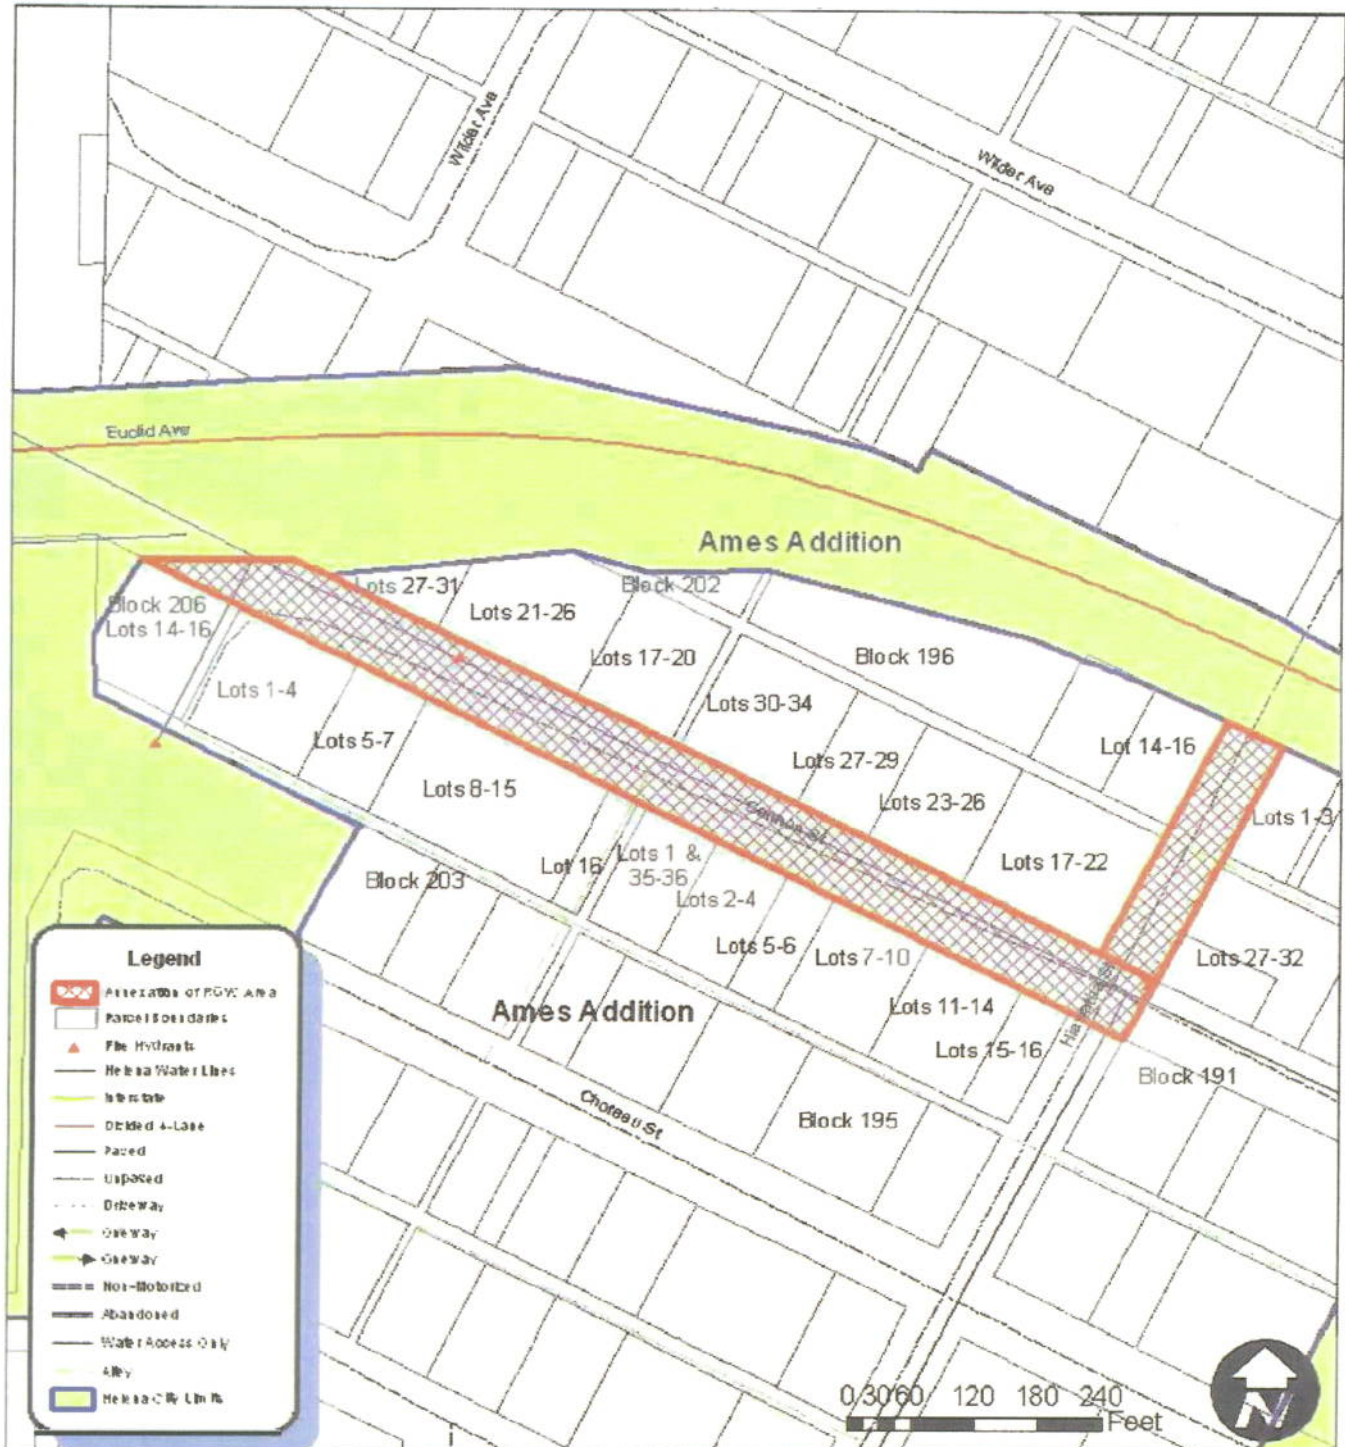 Wilder Ave
Wilder Ave
Euclid Ave
Ames Addition
Lots 27-31
Block 202
Block 206
Lots 14-16
Lots 21-26
Lots 17-20
Block 196
Lots 1-4
Lots 30-34
Lots 5-7
Lots 27-29
Lot 14-16
Lots 8-15
Lots 23-26
Lots 1-3
Lots 17-22
Lot 16
Lots 1 &
35-36
Block 203
Lots 2-4
Lots 5-6
Lots 7-10
Lots 27-32
Ames Addition
Lots 11-14
Lots 15-16
Block 191
Choteau St
Block 195
Legend
Annexation of ROW Area
Parcel Boundaries
Fire Hydrants
Helena Water Lines
Interstate
Divided 4-Lane
Paved
Unpaved
Driveway
Oneway
Oneway
Non-Motorized
Abandoned
Water Access Only
Alley
Helena City Limits
0 30 60 120 180 240
Feet
N